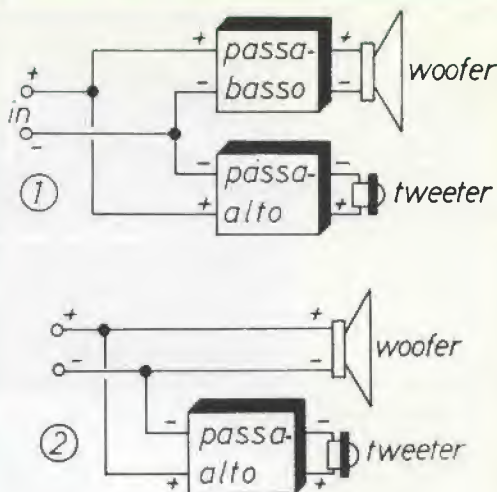 + + +
passa-
basso
woofer
+
in
-
- -
①
- -
passa-
alto
tweeter
+ +
+ +
woofer
- -
②
- -
passa-
alto
tweeter
+ +